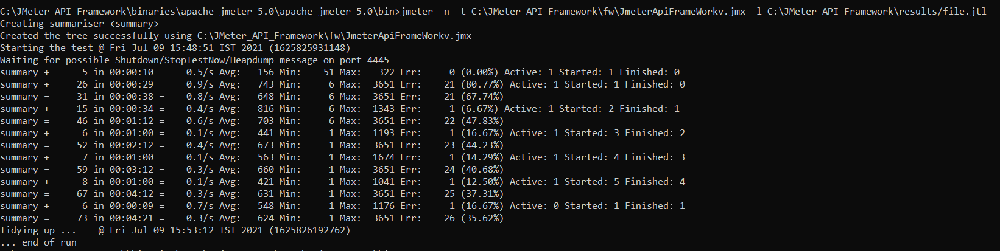 C:\JMeter_API_Framework\binaries\apache-jmeter-5.0\apache-jmeter-5.0\bin>jmeter -n -t C:\JMeter_API_Framework\fw\JmeterApiFrameWorkv.jmx -l C:\JMeter_API_Framework\results/file.jtl
Creating summariser <summary>
Created the tree successfully using C:\JMeter_API_Framework\fw\JmeterApiFrameWorkv.jmx
Starting the test @ Fri Jul 09 15:48:51 IST 2021 (1625825931148)
Waiting for possible Shutdown/StopTestNow/Heapdump message on port 4445
summary +      5 in 00:00:10 =    0.5/s Avg:   156 Min:    51 Max:   322 Err:     0 (0.00%) Active: 1 Started: 1 Finished: 0
summary +     26 in 00:00:29 =    0.9/s Avg:   743 Min:     6 Max:  3651 Err:    21 (80.77%) Active: 1 Started: 1 Finished: 0
summary =     31 in 00:00:38 =    0.8/s Avg:   648 Min:     6 Max:  3651 Err:    21 (67.74%)
summary +     15 in 00:00:34 =    0.4/s Avg:   816 Min:     6 Max:  1343 Err:     1 (6.67%) Active: 1 Started: 2 Finished: 1
summary =     46 in 00:01:12 =    0.6/s Avg:   703 Min:     6 Max:  3651 Err:    22 (47.83%)
summary +      6 in 00:01:00 =    0.1/s Avg:   441 Min:     1 Max:  1193 Err:     1 (16.67%) Active: 1 Started: 3 Finished: 2
summary =     52 in 00:02:12 =    0.4/s Avg:   673 Min:     1 Max:  3651 Err:    23 (44.23%)
summary +      7 in 00:01:00 =    0.1/s Avg:   563 Min:     1 Max:  1674 Err:     1 (14.29%) Active: 1 Started: 4 Finished: 3
summary =     59 in 00:03:12 =    0.3/s Avg:   660 Min:     1 Max:  3651 Err:    24 (40.68%)
summary +      8 in 00:01:00 =    0.1/s Avg:   421 Min:     1 Max:  1041 Err:     1 (12.50%) Active: 1 Started: 5 Finished: 4
summary =     67 in 00:04:12 =    0.3/s Avg:   631 Min:     1 Max:  3651 Err:    25 (37.31%)
summary +      6 in 00:00:09 =    0.7/s Avg:   548 Min:     1 Max:  1176 Err:     1 (16.67%) Active: 0 Started: 1 Finished: 1
summary =     73 in 00:04:21 =    0.3/s Avg:   624 Min:     1 Max:  3651 Err:    26 (35.62%)
Tidying up ...    @ Fri Jul 09 15:53:12 IST 2021 (1625826192762)
... end of run